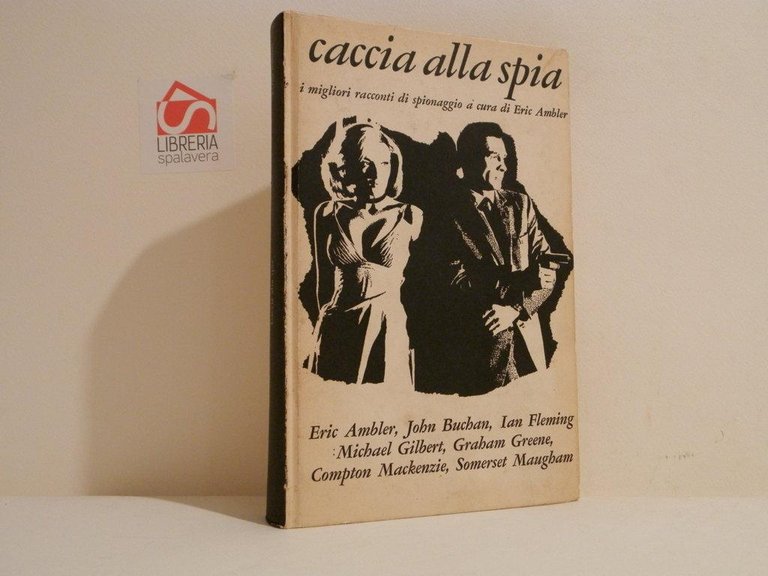 caccia alla spia
i migliori racconti di spionaggio a cura di Eric Ambler
LIBRERIA
spalavera
Eric Ambler, John Buchan, Ian Fleming
Michael Gilbert, Graham Greene,
Compton Mackenzie, Somerset Maugham